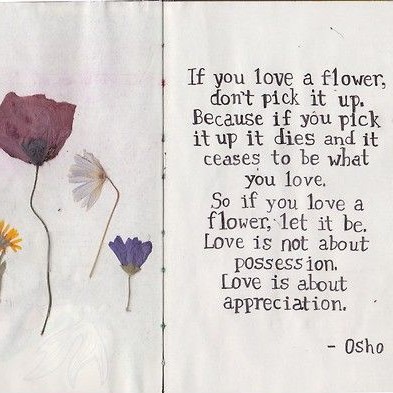 If you love a flower,
don't pick it up.
Because if you pick
it up it dies and it
ceases to be what
you love.
So if you love a
flower, let it be.
Love is not about
possession.
Love is about
appreciation.
- Osho